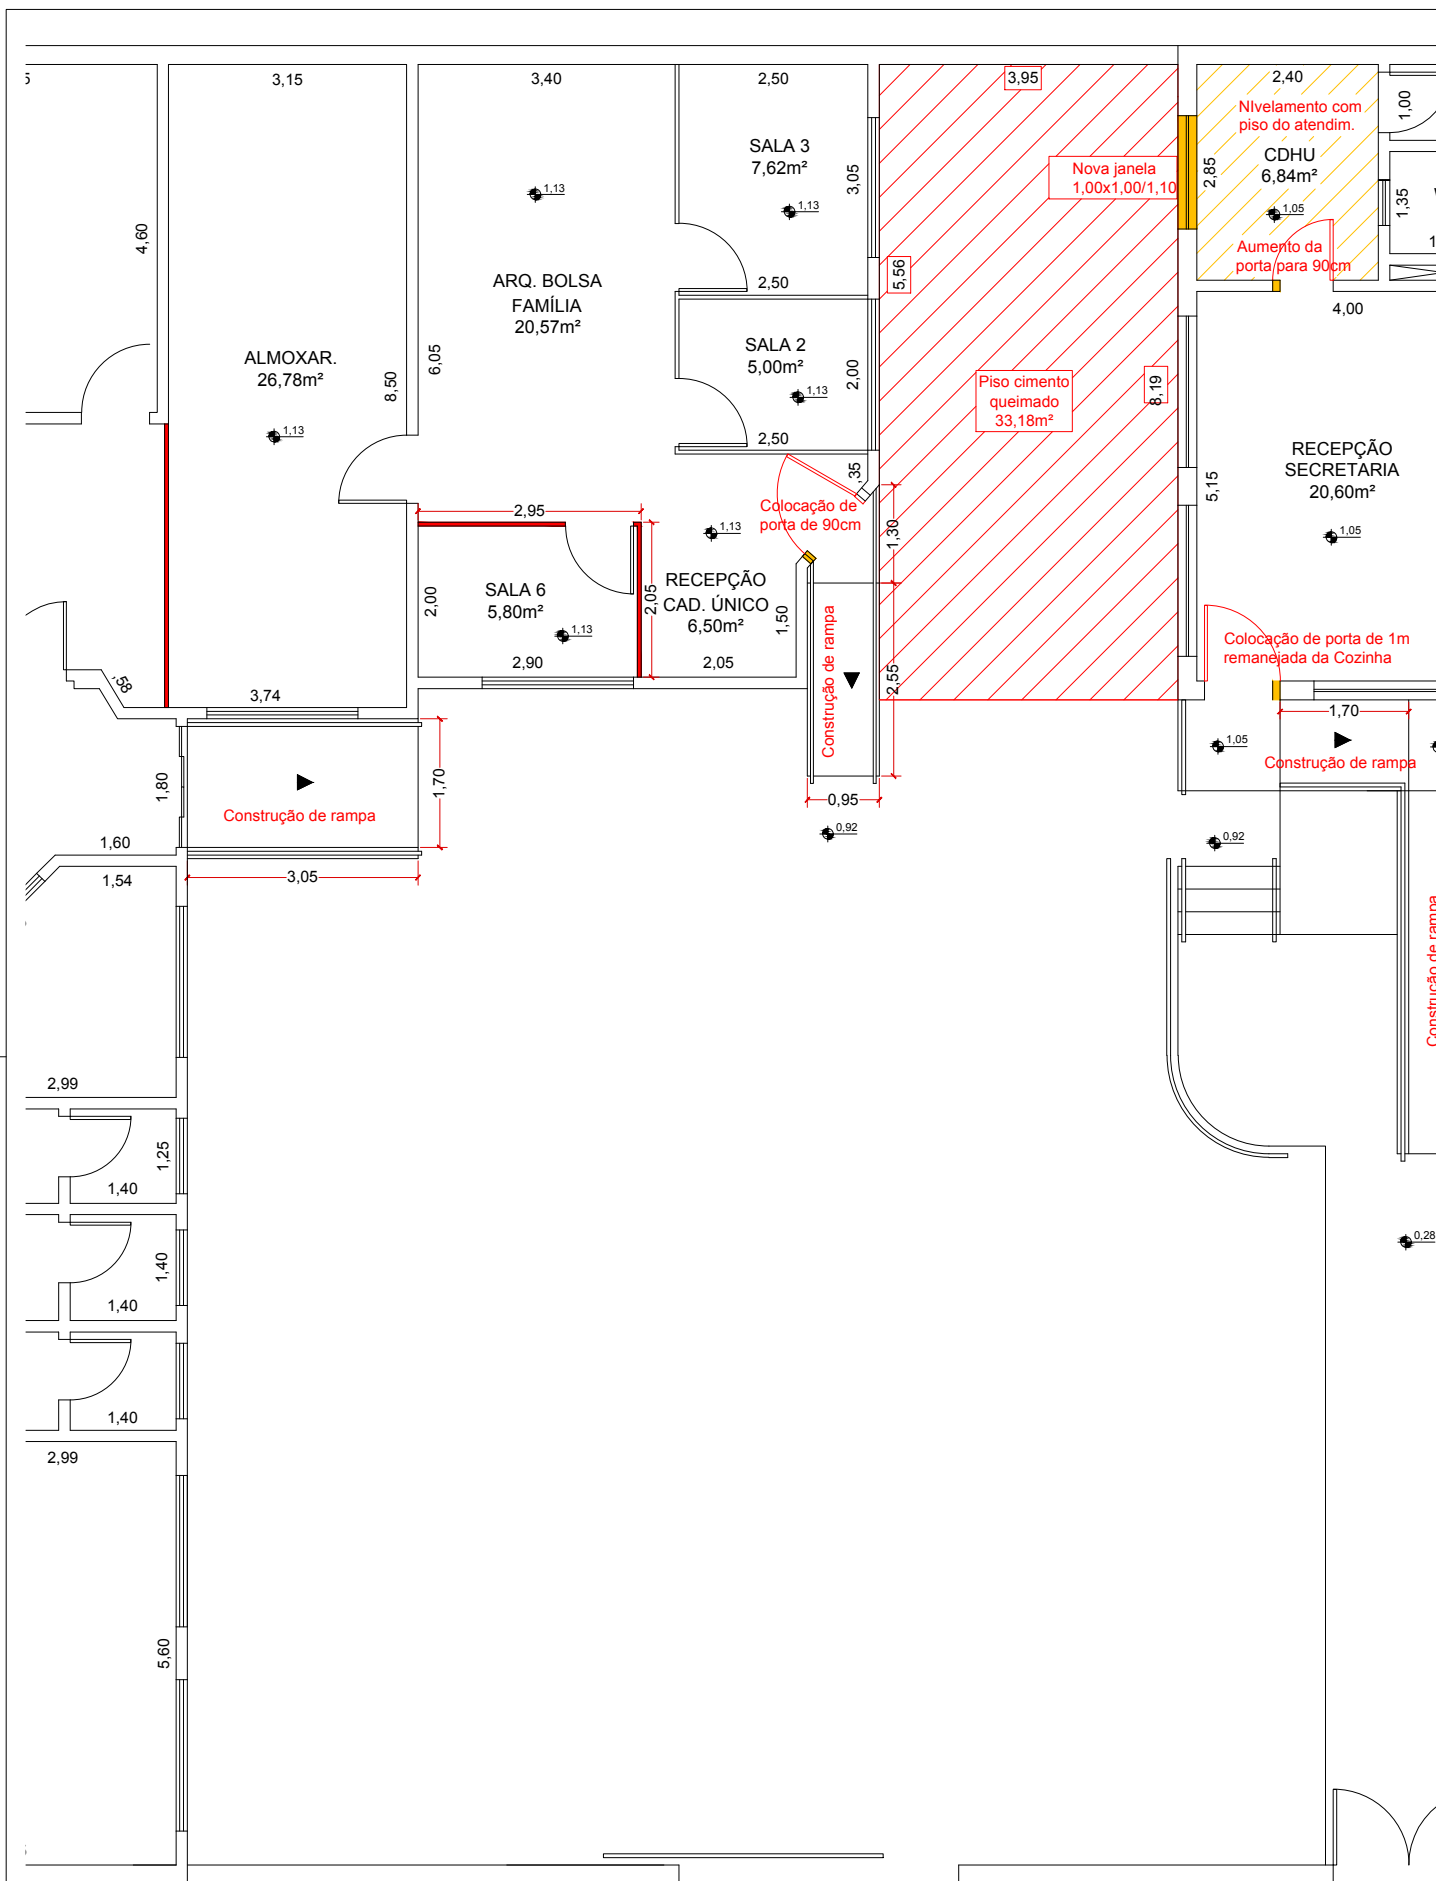 3,15
3,40
2,50
3,95
2,40
NIvelamento com
piso do atendim.
1,00
SALA 3
7,62m²
CDHU
6,84m²
Nova janela
1,00x1,00/1,10
2,85
3,05
1,35
1,13
1,13
1,05
4,60
Aumento da
porta para 90cm
ARQ. BOLSA
FAMÍLIA
20,57m²
2,50
5,56
4,00
ALMOXAR.
26,78m²
6,05
8,50
SALA 2
5,00m²
2,00
1,13
Piso cimento
queimado
33,18m²
8,19
1,13
2,50
RECEPÇÃO
SECRETARIA
20,60m²
,35
5,15
2,95
Colocação de
porta de 90cm
1,13
1,30
1,05
SALA 6
5,80m²
2,00
2,05
RECEPÇÃO
CAD. ÚNICO
6,50m²
1,50
1,13
2,90
2,05
Construção de rampa
2,55
Colocação de porta de 1m
remanejada da Cozinha
,58
3,74
1,70
1,05
Construção de rampa
1,80
1,70
Construção de rampa
0,95
0,92
0,92
1,60
1,54
3,05
Construção de rampa
2,99
1,25
1,40
0,28
1,40
1,40
1,40
2,99
5,60